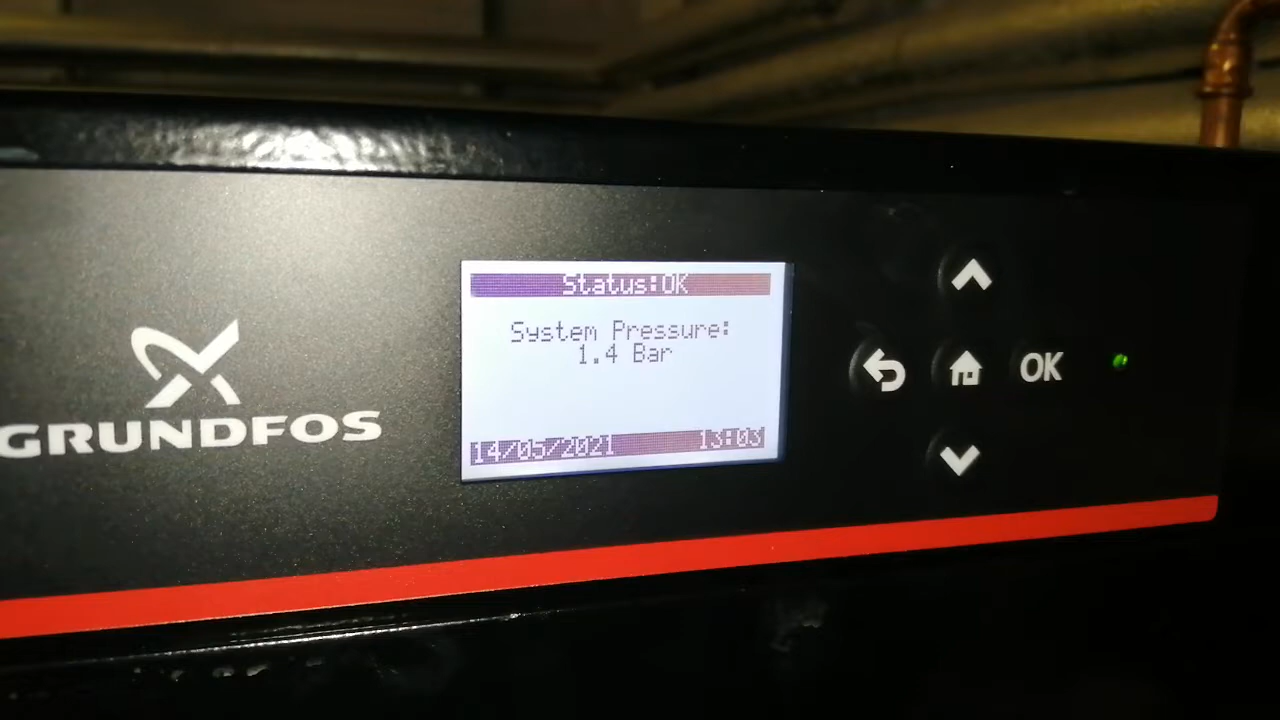 Status:OK
System Pressure:
1.4 Bar
14/05/2021 13:03
GRUNDFOS
OK